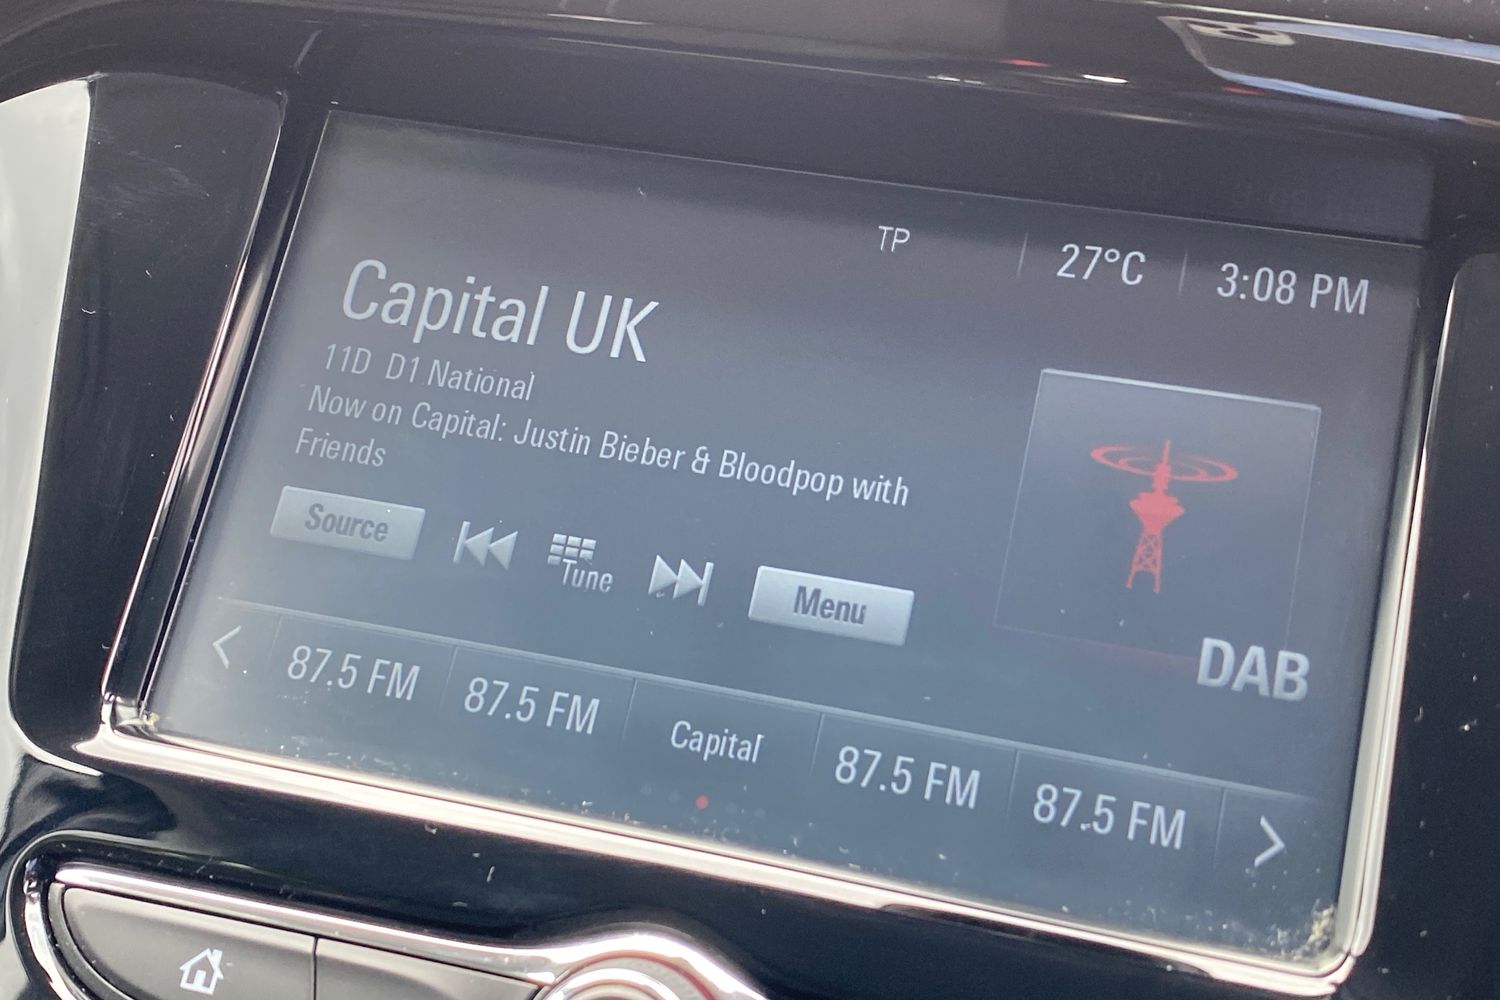 TP
27°C
3:08 PM
Capital UK
11D D1 National
Now on Capital: Justin Bieber & Bloodpop with
Friends
Source
Tune
Menu
DAB
87.5 FM
87.5 FM
Capital
87.5 FM
87.5 FM